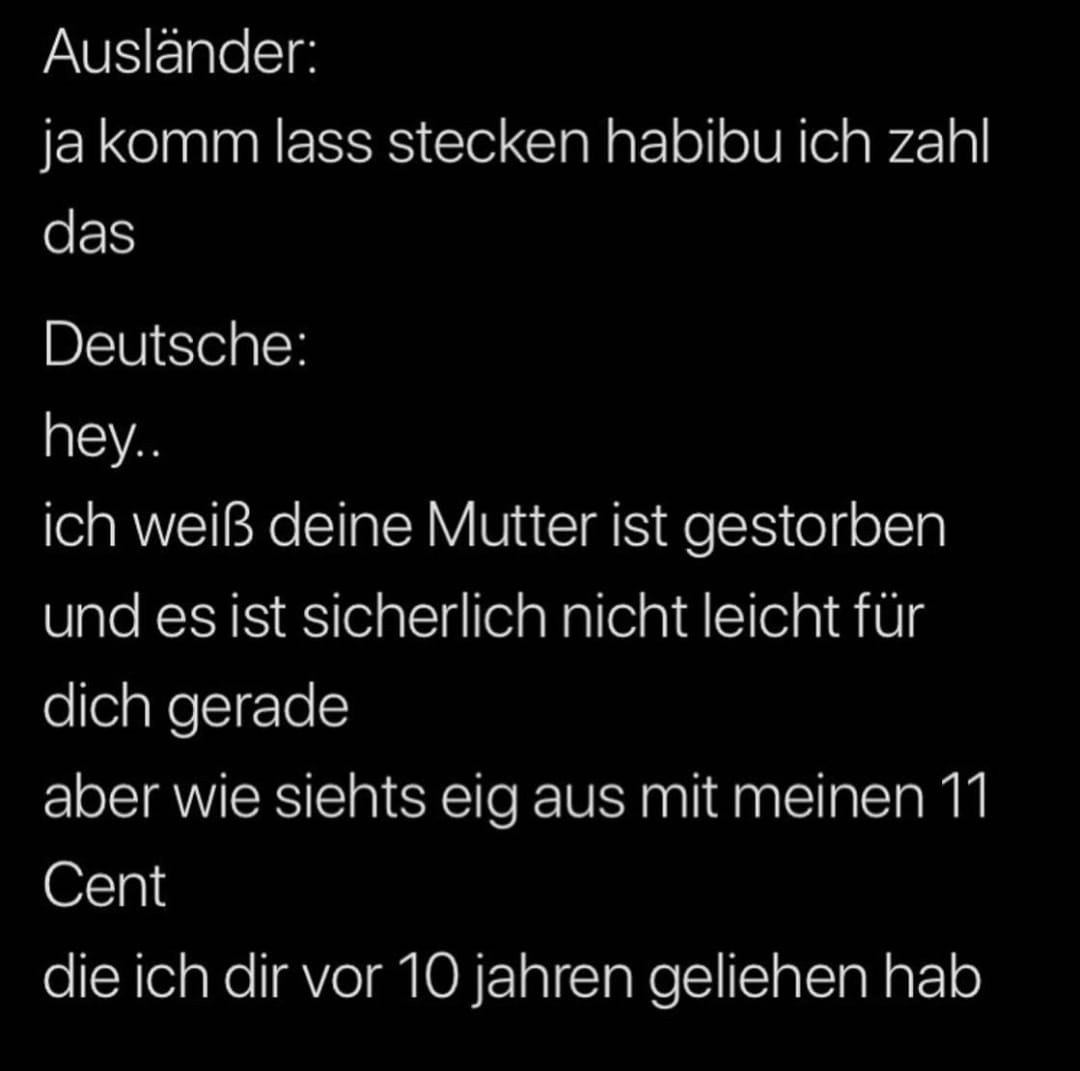 Ausländer:
ja komm lass stecken habibu ich zahl
das
Deutsche:
hey..
ich weiß deine Mutter ist gestorben
und es ist sicherlich nicht leicht für
dich gerade
aber wie siehts eig aus mit meinen 11
Cent
die ich dir vor 10 jahren geliehen hab